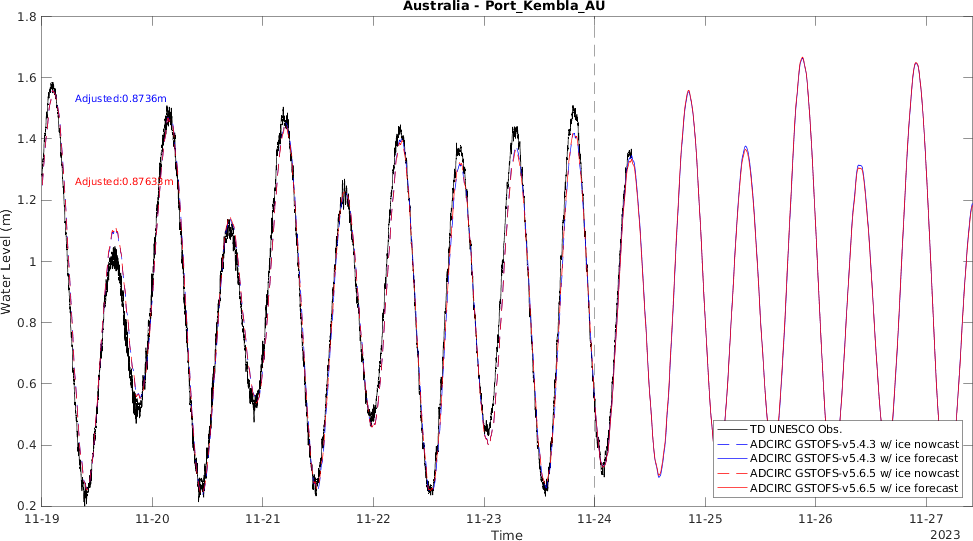 Australia - Port_Kembla_AU
1.8
1.6
1.4
1.2
1
0.8
0.6
0.4
0.2
Water Level (m)
Adjusted:0.8736m
Adjusted:0.87633m
TD UNESCO Obs.
ADCIRC GSTOFS-v5.4.3 w/ ice nowcast
ADCIRC GSTOFS-v5.4.3 w/ ice forecast
ADCIRC GSTOFS-v5.6.5 w/ ice nowcast
ADCIRC GSTOFS-v5.6.5 w/ ice forecast
11-19 11-20 11-21 11-22 11-23 11-24 11-25 11-26 11-27
Time
2023